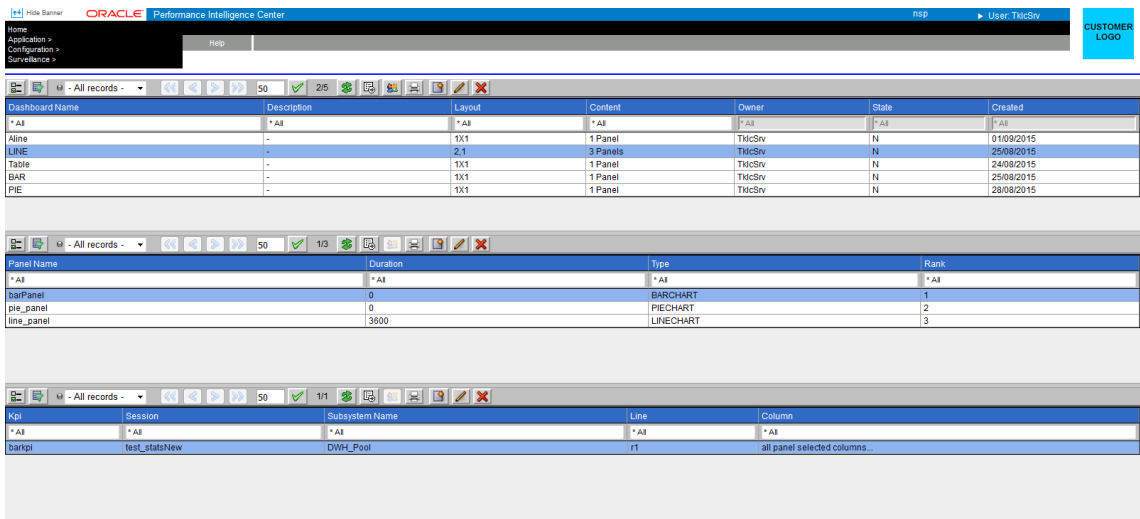 Hide Banner ORACLE Performance Intelligence Center nsp User: TklcSrv
CUSTOMER LOGO
Home
Application >
Configuration >
Surveillance >
Help
- All records - 50 2/5
Dashboard Name Description Layout Content Owner State Created
* All * All * All * All * All * All * All
Aline - 1X1 1 Panel TklcSrv N 01/09/2015
LINE - 2,1 3 Panels TklcSrv N 25/08/2015
Table - 1X1 1 Panel TklcSrv N 24/08/2015
BAR - 1X1 1 Panel TklcSrv N 25/08/2015
PIE - 1X1 1 Panel TklcSrv N 28/08/2015
- All records - 50 1/3
Panel Name Duration Type Rank
* All * All * All * All
barPanel 0 BARCHART 1
pie_panel 0 PIECHART 2
line_panel 3600 LINECHART 3
- All records - 50 1/1
Kpi Session Subsystem Name Line Column
* All * All * All * All * All
barkpi test_statsNew DWH_Pool r1 all panel selected columns...